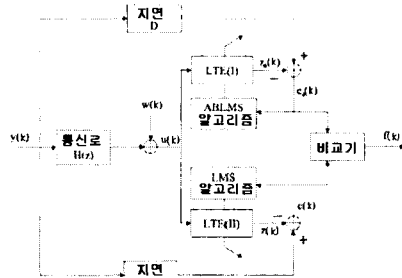 지연
D
LTE(I)
w(k)
ABLMS
알고리즘
y(k)
통신로
H(z)
u(k)
비교기
f(k)
LMS
알고리즘
e(k)
LTE(II)
z(k)
지연